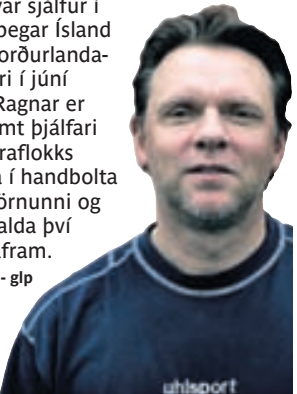 var sjálfur í
þegar Ísland
orðurlanda-
ri í júní
Ragnar er
mt þjálfari
raflokks
í handbolta
örnunni og
alda því
áfram.
- glp
uhlsport